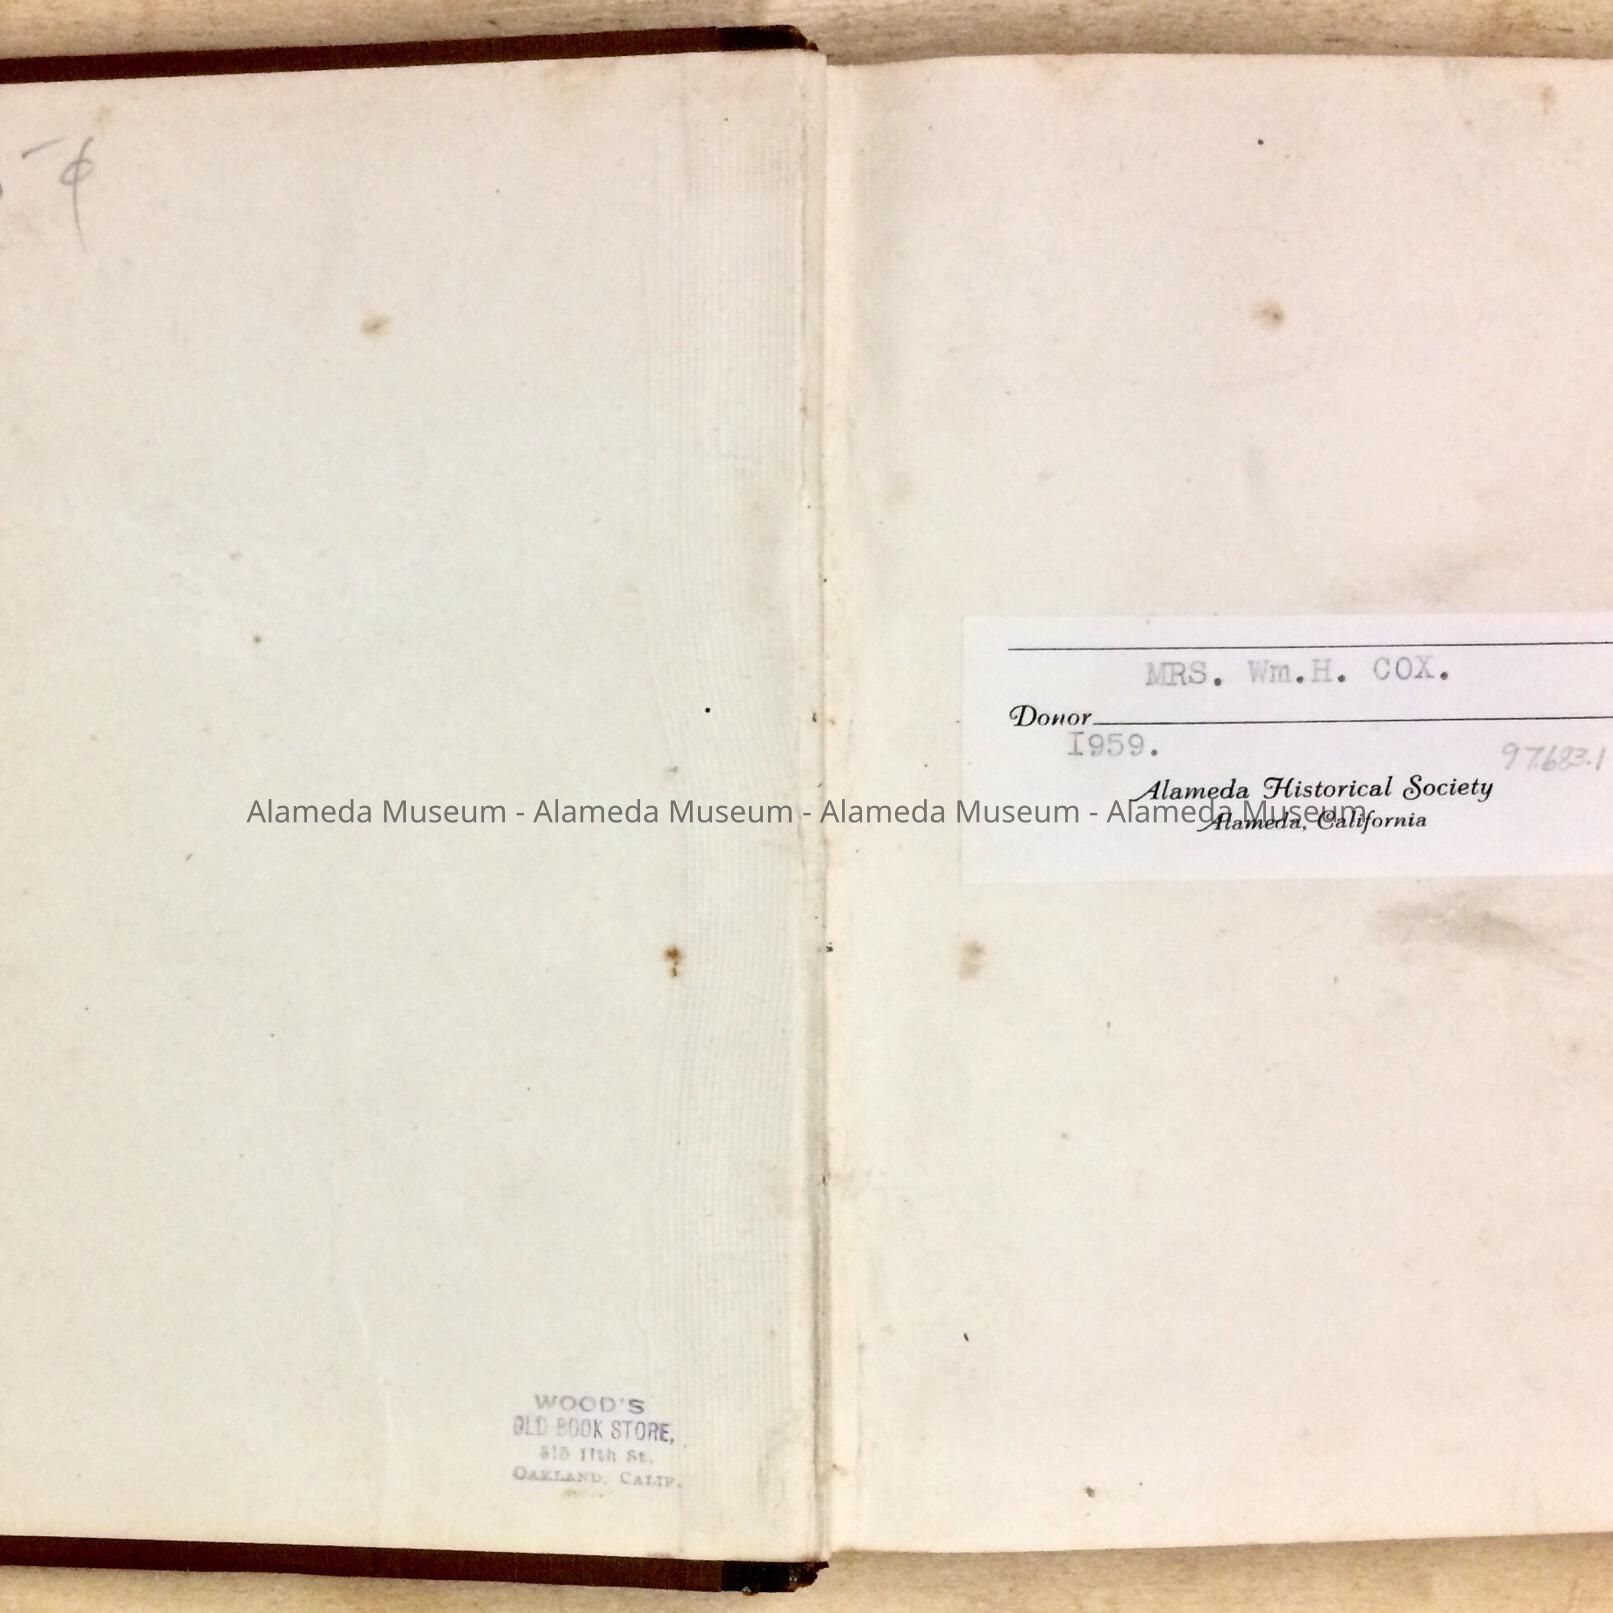 ¢
WOOD'S
OLD BOOK STORE,
515 11th St.
OAKLAND, CALIF.
MRS. Wm.H. COX.
Donor
I959.
97.683.1
Alameda Historical Society
Alameda, California
Alameda Museum - Alameda Museum - Alameda Museum - Alameda Museum